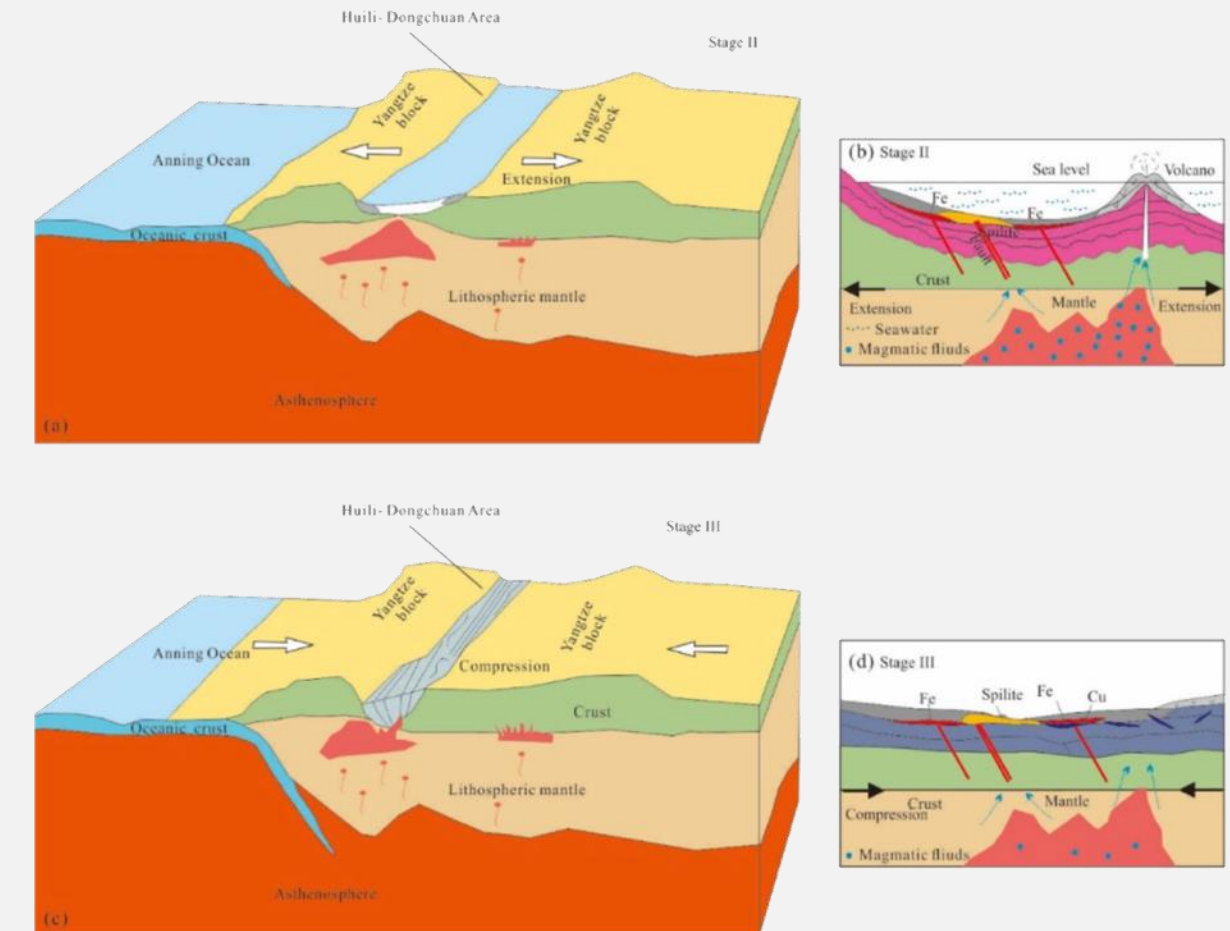 Huili- Dongchuan Area
Stage II
Yangtze
block
Yangtze
block
Anning Ocean
Extension
Oceanic crust
Lithospheric mantle
Asthenosphere
(a)
(b) Stage II
Sea level
Volcano
Fe
Fe
Spilite
Fault
Crust
Mantle
Extension
Extension
Seawater
Magmatic fliuds
Huili- Dongchuan Area
Stage III
Yangtze
block
Yangtze
block
Anning Ocean
Compression
Crust
Oceanic crust
Lithospheric mantle
Asthenosphere
(c)
(d) Stage III
Fe
Spilite
Fe
Cu
Crust
Mantle
Compression
Magmatic fliuds